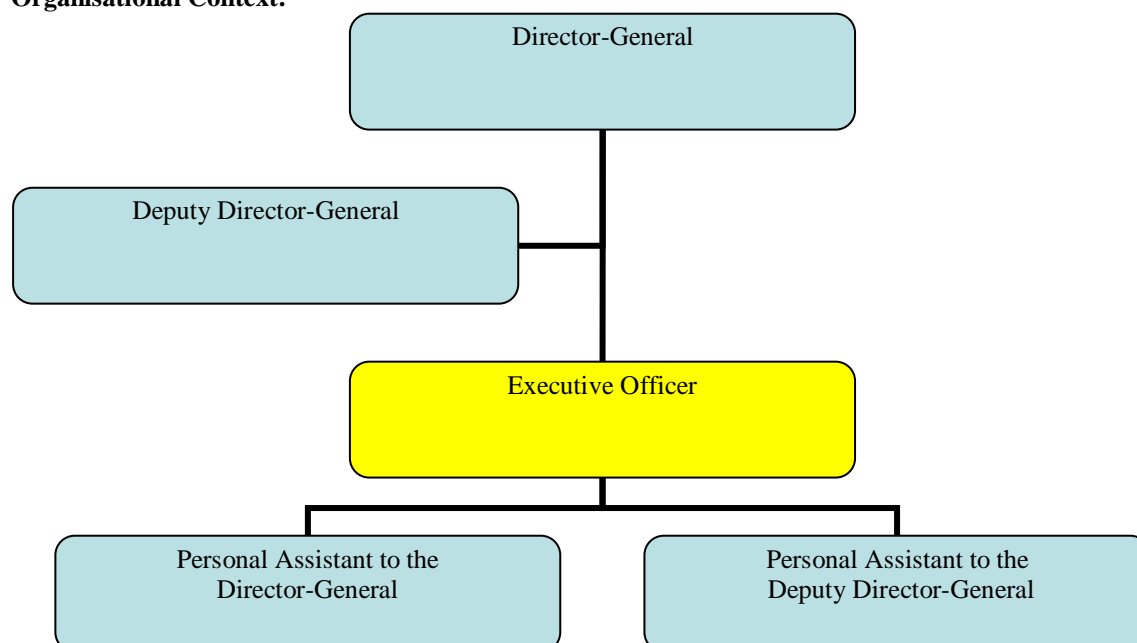 Organisational Context:
Director-General
Deputy Director-General
Executive Officer
Personal Assistant to the
Director-General
Personal Assistant to the
Deputy Director-General